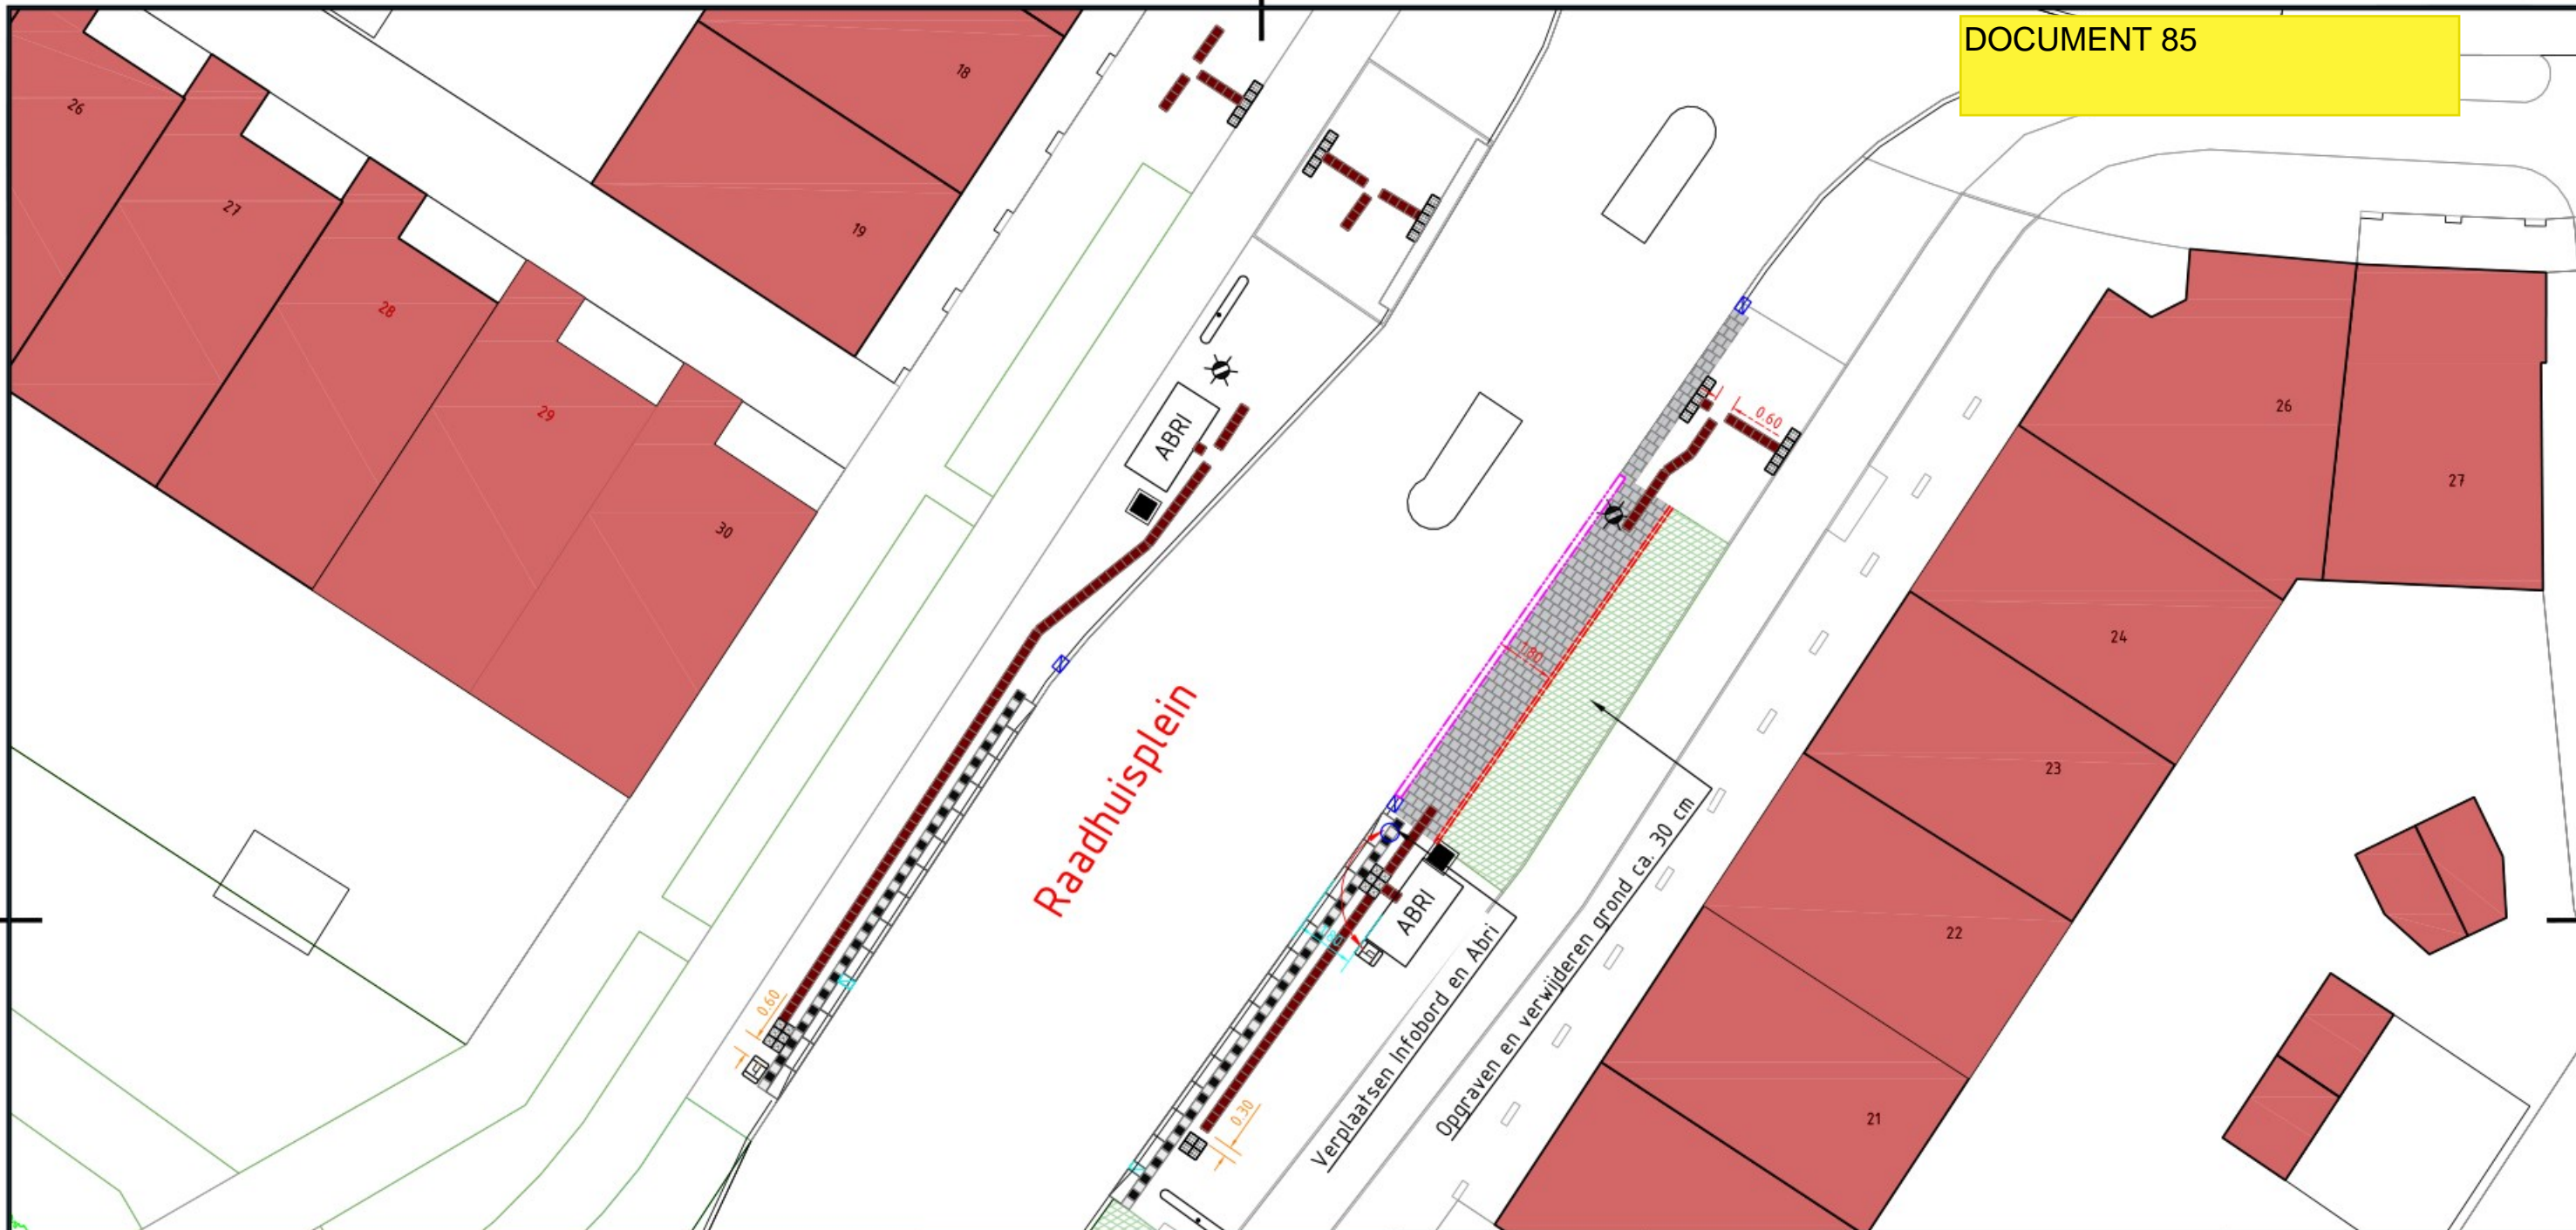 DOCUMENT 85
18
26
27
19
28
29
30
ABRI
0.60
26
27
24
1.80
23
Raadhuisplein
22
ABRI
0.60
21
0.30
Verplaatsen Infobord en Abri
Opgraven en verwijderen grond ca. 30 cm